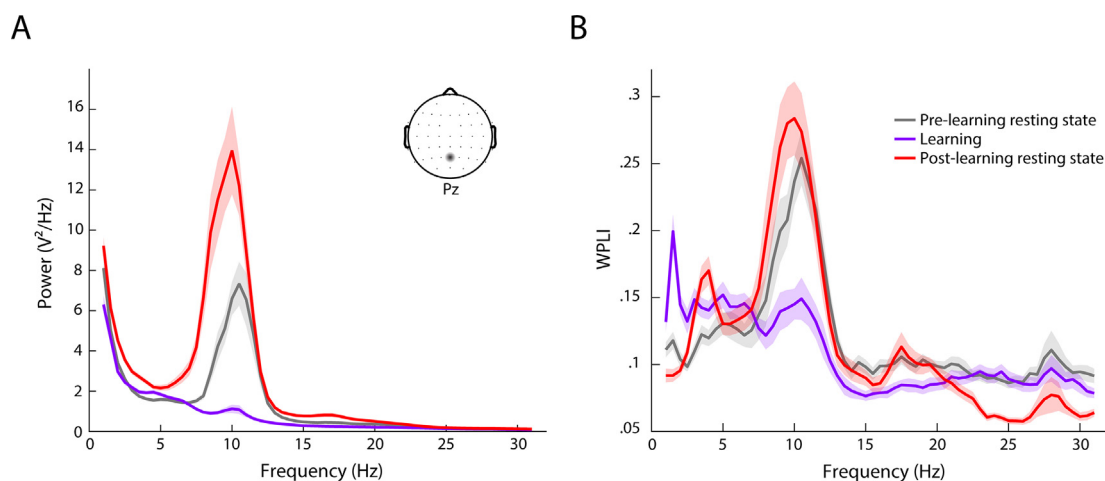 A
B
16
14
12
10
8
6
4
2
0
Power (V²/Hz)
0 5 10 15 20 25 30
Frequency (Hz)
Pz
.3
.25
.2
.15
.1
.05
WPLI
0 5 10 15 20 25 30
Frequency (Hz)
Pre-learning resting state
Learning
Post-learning resting state